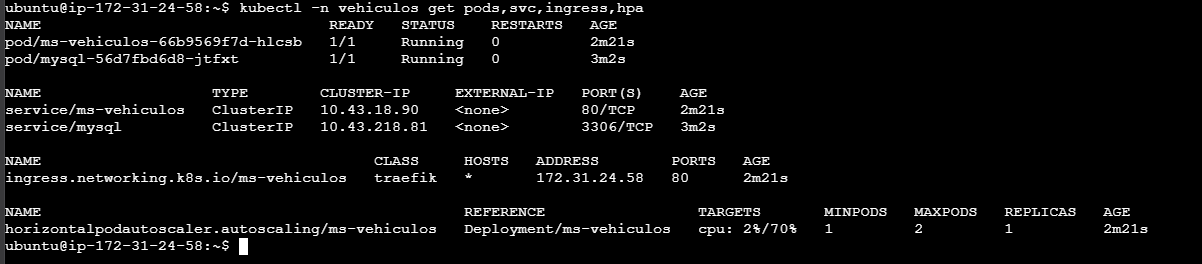 ubuntu@ip-172-31-24-58:~$ kubectl -n vehiculos get pods,svc,ingress,hpa
NAME READY STATUS RESTARTS AGE
pod/ms-vehiculos-66b9569f7d-hlcsb 1/1 Running 0 2m21s
pod/mysql-56d7fbd6d8-jtfxt 1/1 Running 0 3m2s
NAME TYPE CLUSTER-IP EXTERNAL-IP PORT(S) AGE
service/ms-vehiculos ClusterIP 10.43.18.90 <none> 80/TCP 2m21s
service/mysql ClusterIP 10.43.218.81 <none> 3306/TCP 3m2s
NAME CLASS HOSTS ADDRESS PORTS AGE
ingress.networking.k8s.io/ms-vehiculos traefik * 172.31.24.58 80 2m21s
NAME REFERENCE TARGETS MINPODS MAXPODS REPLICAS AGE
horizontalpodautoscaler.autoscaling/ms-vehiculos Deployment/ms-vehiculos cpu: 2%/70% 1 2 1 2m21s
ubuntu@ip-172-31-24-58:~$